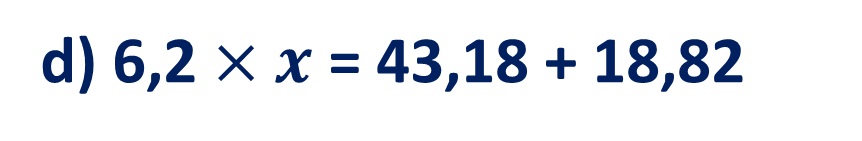 d) 6,2 × x = 43,18 + 18,82